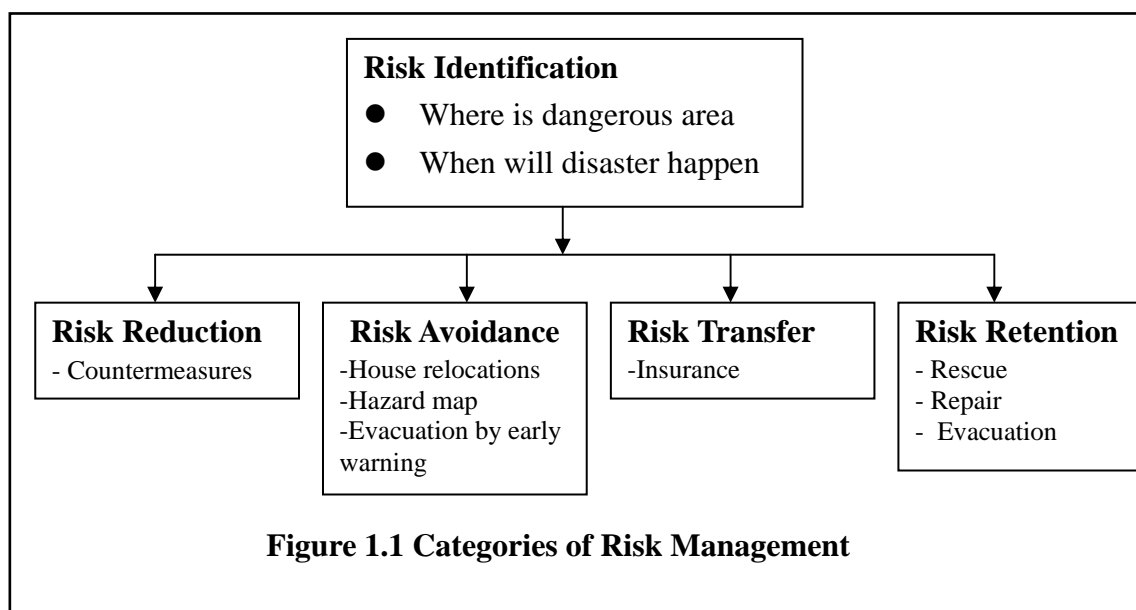 Risk Identification
● Where is dangerous area
● When will disaster happen
Risk Reduction
- Countermeasures
Risk Avoidance
-House relocations
-Hazard map
-Evacuation by early
warning
Risk Transfer
-Insurance
Risk Retention
- Rescue
- Repair
- Evacuation
Figure 1.1 Categories of Risk Management